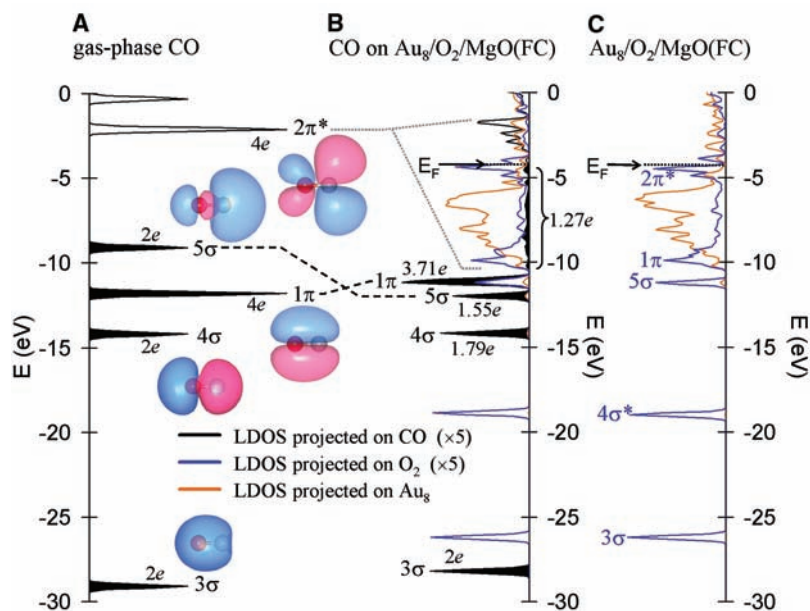 A
gas-phase CO
B
CO on Au8/O2/MgO(FC)
C
Au8/O2/MgO(FC)
0
-5
-10
-15
-20
-25
-30
E (eV)
2π*
4e
2e
5σ
1π
4e
4σ
2e
2e
3σ
0
-5
-10
-15
-20
-25
-30
E (eV)
EF
1.27e
3.71e
1π
5σ
1.55e
4σ
1.79e
2e
3σ
LDOS projected on CO (×5)
LDOS projected on O2 (×5)
LDOS projected on Au8
0
-5
-10
-15
-20
-25
-30
E (eV)
EF
2π*
1π
5σ
4σ*
3σ